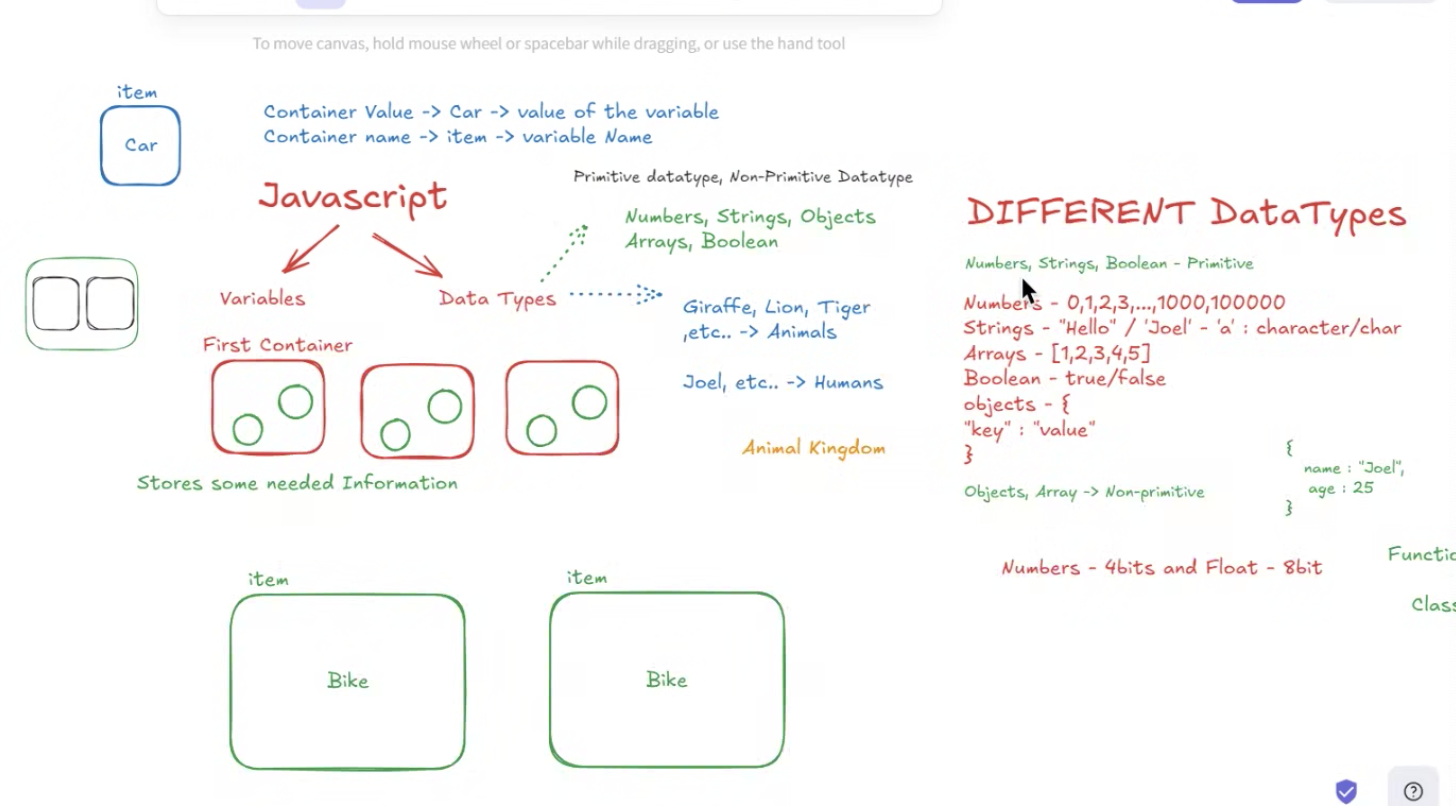 To move canvas, hold mouse wheel or spacebar while dragging, or use the hand tool
item
Car
Container Value -> Car -> value of the variable
Container name -> item -> variable Name
Javascript
Variables
Data Types
Primitive datatype, Non-Primitive Datatype
Numbers, Strings, Objects
Arrays, Boolean
Giraffe, Lion, Tiger
,etc.. -> Animals
Joel, etc.. -> Humans
Animal Kingdom
First Container
Stores some needed Information
item
Bike
item
Bike
DIFFERENT DataTypes
Numbers, Strings, Boolean - Primitive
Numbers - 0,1,2,3,...,1000,100000
Strings - "Hello" / 'Joel' - 'a' : character/char
Arrays - [1,2,3,4,5]
Boolean - true/false
objects - {
"key" : "value"
}
Objects, Array -> Non-primitive
{
name : "Joel",
age : 25
}
Numbers - 4bits and Float - 8bit